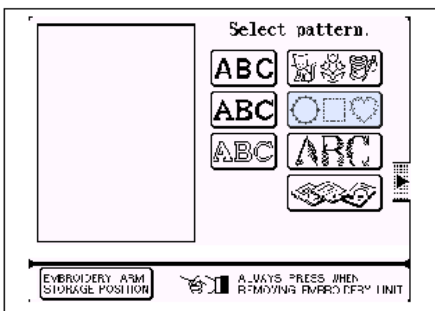 Select pattern.
ABC
ABC
ABC
ABC
EMBROIDERY ARM
STORAGE POSITION
ALWAYS PRESS WHEN
REMOVING EMBROIDERY UNIT